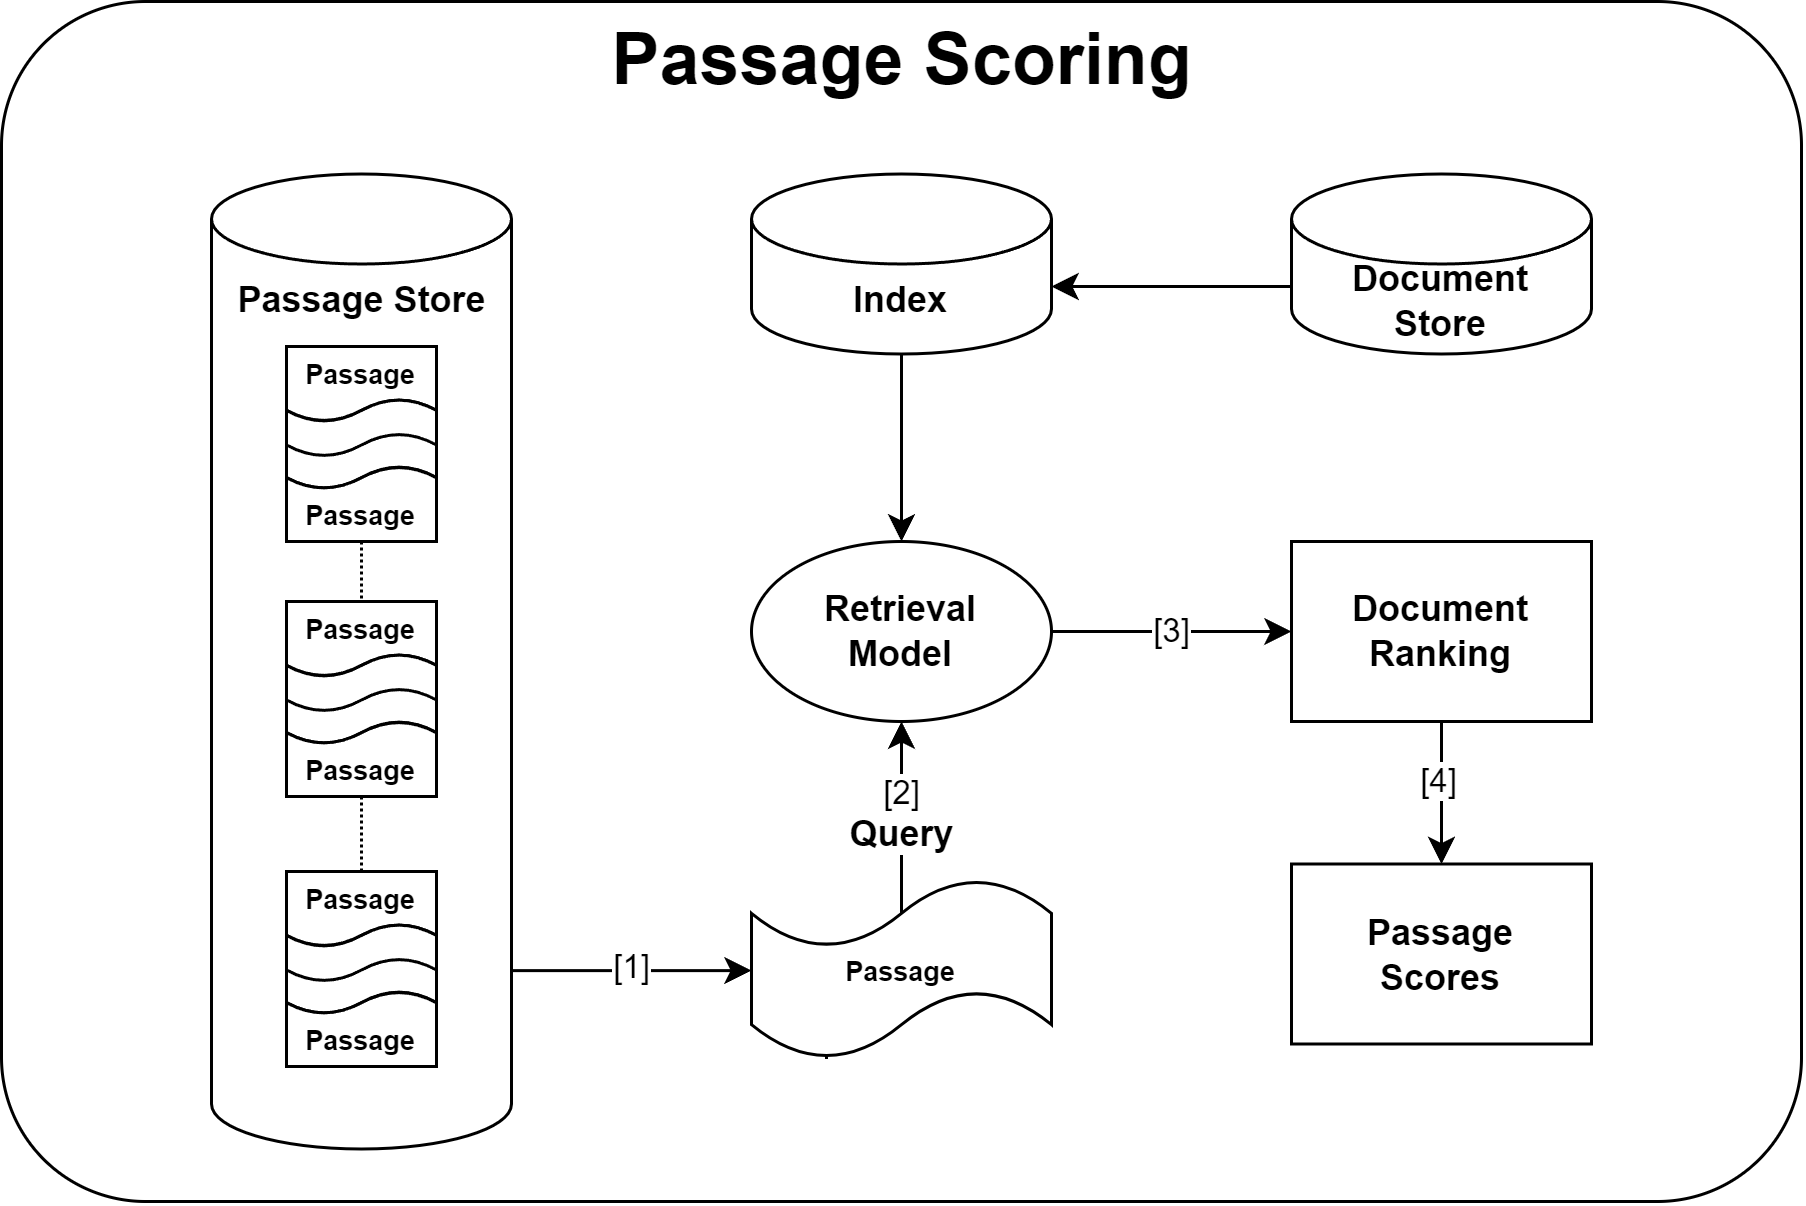 Passage Scoring
Passage Store
Passage
Passage
Passage
Passage
Passage
Passage
Index
Document
Store
Retrieval
Model
[3]
Document
Ranking
[2]
Query
[4]
[1]
Passage
Passage
Scores